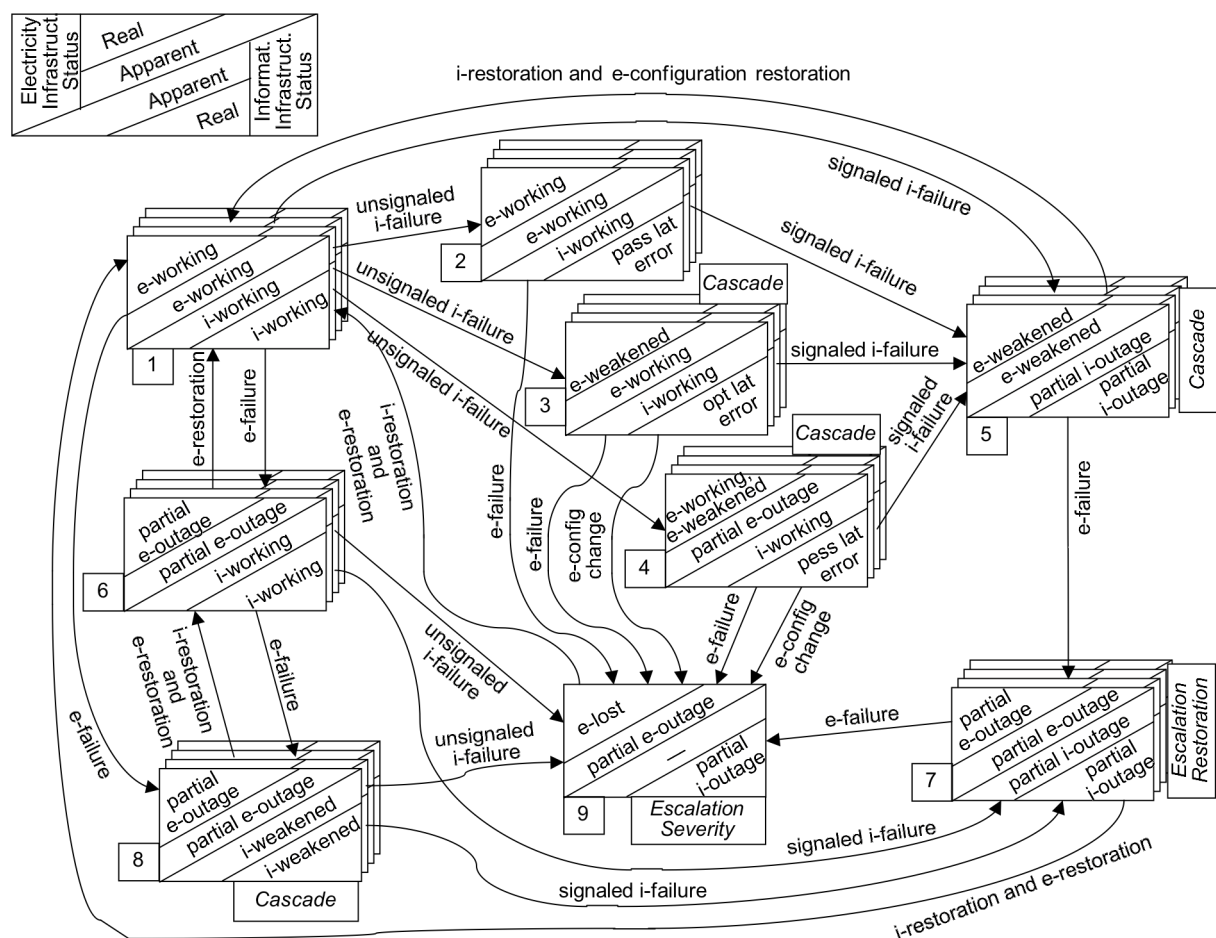 Electricity
Infrastruct.
Status
Real
Apparent
Apparent
Real
Informat.
Infrastruct.
Status
i-restoration and e-configuration restoration
signaled i-failure
unsignaled
i-failure
e-working
e-working
i-working
pass lat
error
2
signaled i-failure
e-working
e-working
i-working
i-working
1
unsignaled i-failure
unsignaled i-failure
Cascade
e-weakened
e-working
i-working
opt lat
error
3
signaled i-failure
e-weakened
e-weakened
partial i-outage
partial
i-outage
5
Cascade
e-restoration
e-failure
i-restoration
and
e-restoration
Cascade
e-working,
e-weakened
partial e-outage
i-working
pess lat
error
4
signaled
i-failure
e-failure
e-failure
e-failure
e-config
change
partial
e-outage
partial e-outage
i-working
i-working
6
unsignaled
i-failure
e-failure
e-config
change
i-restoration
and
e-restoration
e-failure
e-failure
unsignaled
i-failure
e-lost
partial e-outage
—
partial
i-outage
9
Escalation
Severity
e-failure
partial
e-outage
partial e-outage
partial i-outage
partial
i-outage
7
Escalation
Restoration
partial
e-outage
partial e-outage
i-weakened
i-weakened
8
Cascade
signaled i-failure
signaled i-failure
i-restoration and e-restoration